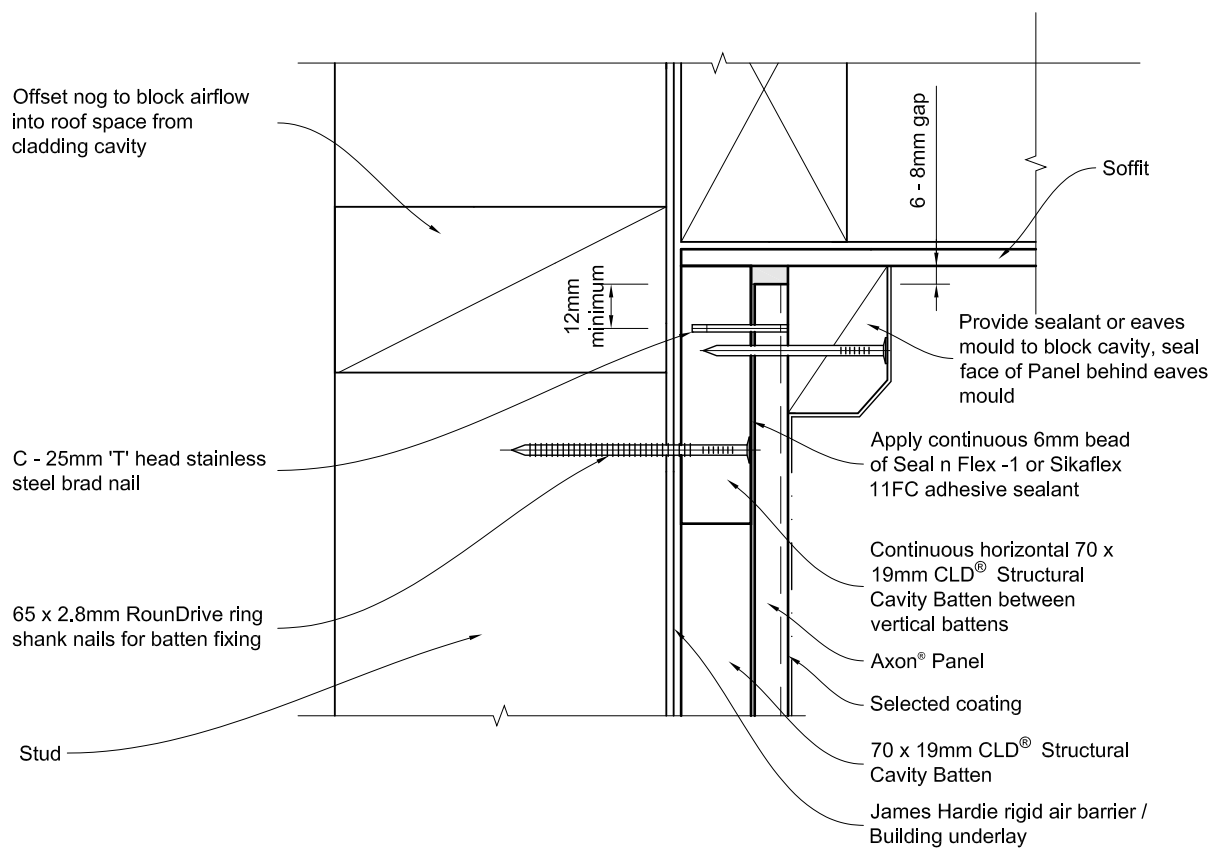 Offset nog to block airflow
into roof space from
cladding cavity
C - 25mm 'T' head stainless
steel brad nail
65 x 2.8mm RounDrive ring
shank nails for batten fixing
Stud
12mm
minimum
6 - 8mm gap
Soffit
Provide sealant or eaves
mould to block cavity, seal
face of Panel behind eaves
mould
Apply continuous 6mm bead
of Seal n Flex -1 or Sikaflex
11FC adhesive sealant
Continuous horizontal 70 x
19mm CLD® Structural
Cavity Batten between
vertical battens
Axon® Panel
Selected coating
70 x 19mm CLD® Structural
Cavity Batten
James Hardie rigid air barrier /
Building underlay